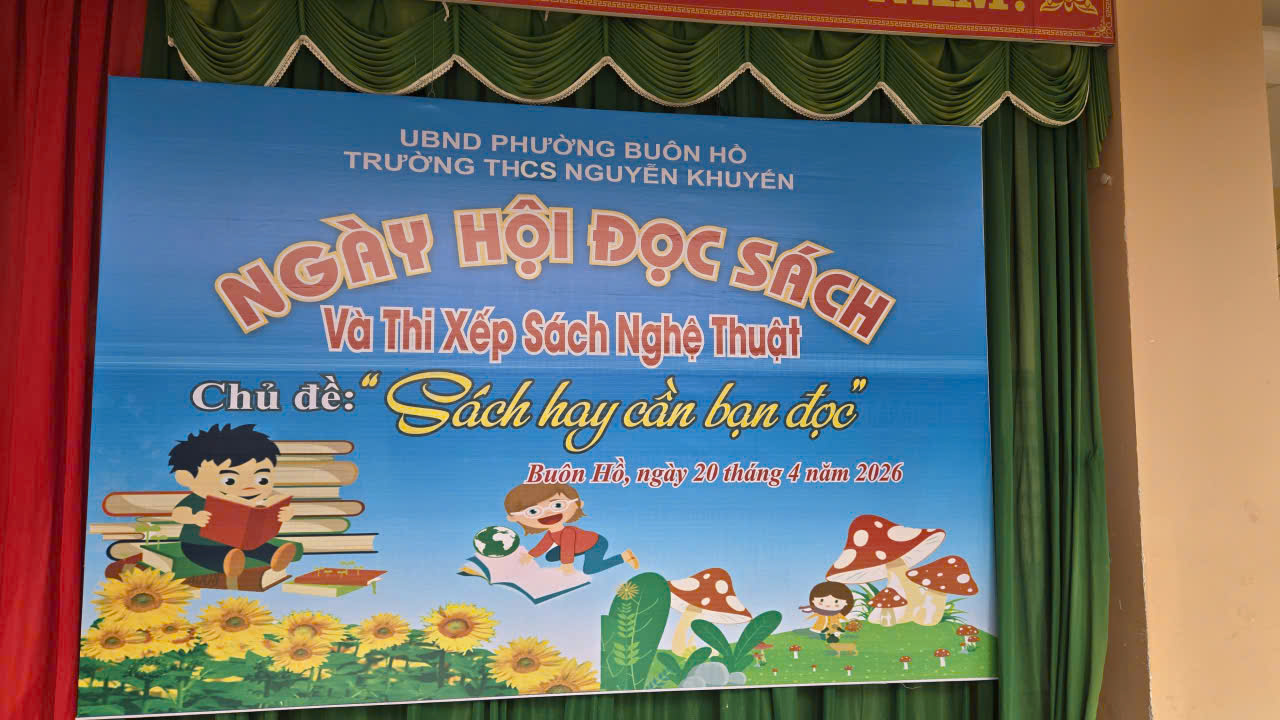 NĂM!
UBND PHƯỜNG BUÔN HỒ
TRƯỜNG THCS NGUYỄN KHUYẾN
NGÀY HỘI ĐỌC SÁCH
Và Thi Xếp Sách Nghệ Thuật
Chủ đề: “Sách hay cần bạn đọc”
Buôn Hồ, ngày 20 tháng 4 năm 2026